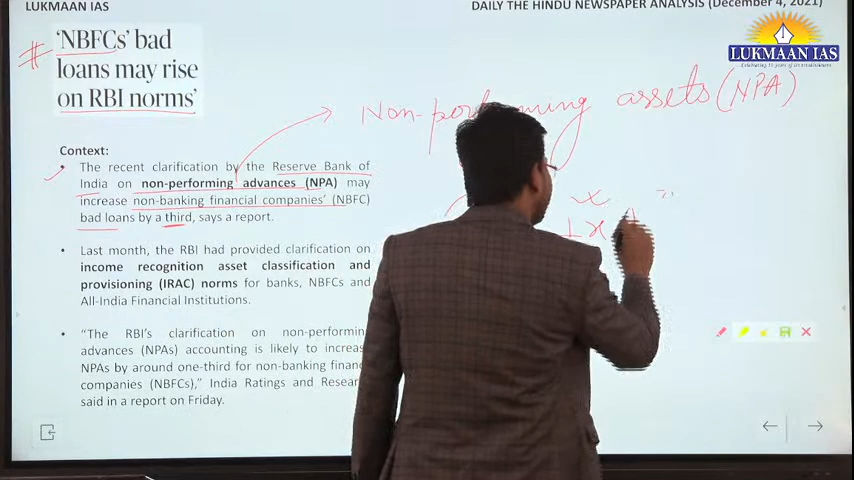 LUKMAAN IAS
DAILY THE HINDU NEWSPAPER ANALYSIS (December 4, 2021)
LUKMAAN IAS
# 'NBFCs' bad
loans may rise
on RBI norms'
Non-performing assets (NPA)
Context:
The recent clarification by the Reserve Bank of
India on non-performing advances (NPA) may
increase non-banking financial companies' (NBFC)
bad loans by a third, says a report.
• Last month, the RBI had provided clarification on
income recognition asset classification and
provisioning (IRAC) norms for banks, NBFCs and
All-India Financial Institutions.
• "The RBI's clarification on non-performin
advances (NPAs) accounting is likely to increas
NPAs by around one-third for non-banking financ
companies (NBFCs)," India Ratings and Resear
said in a report on Friday.